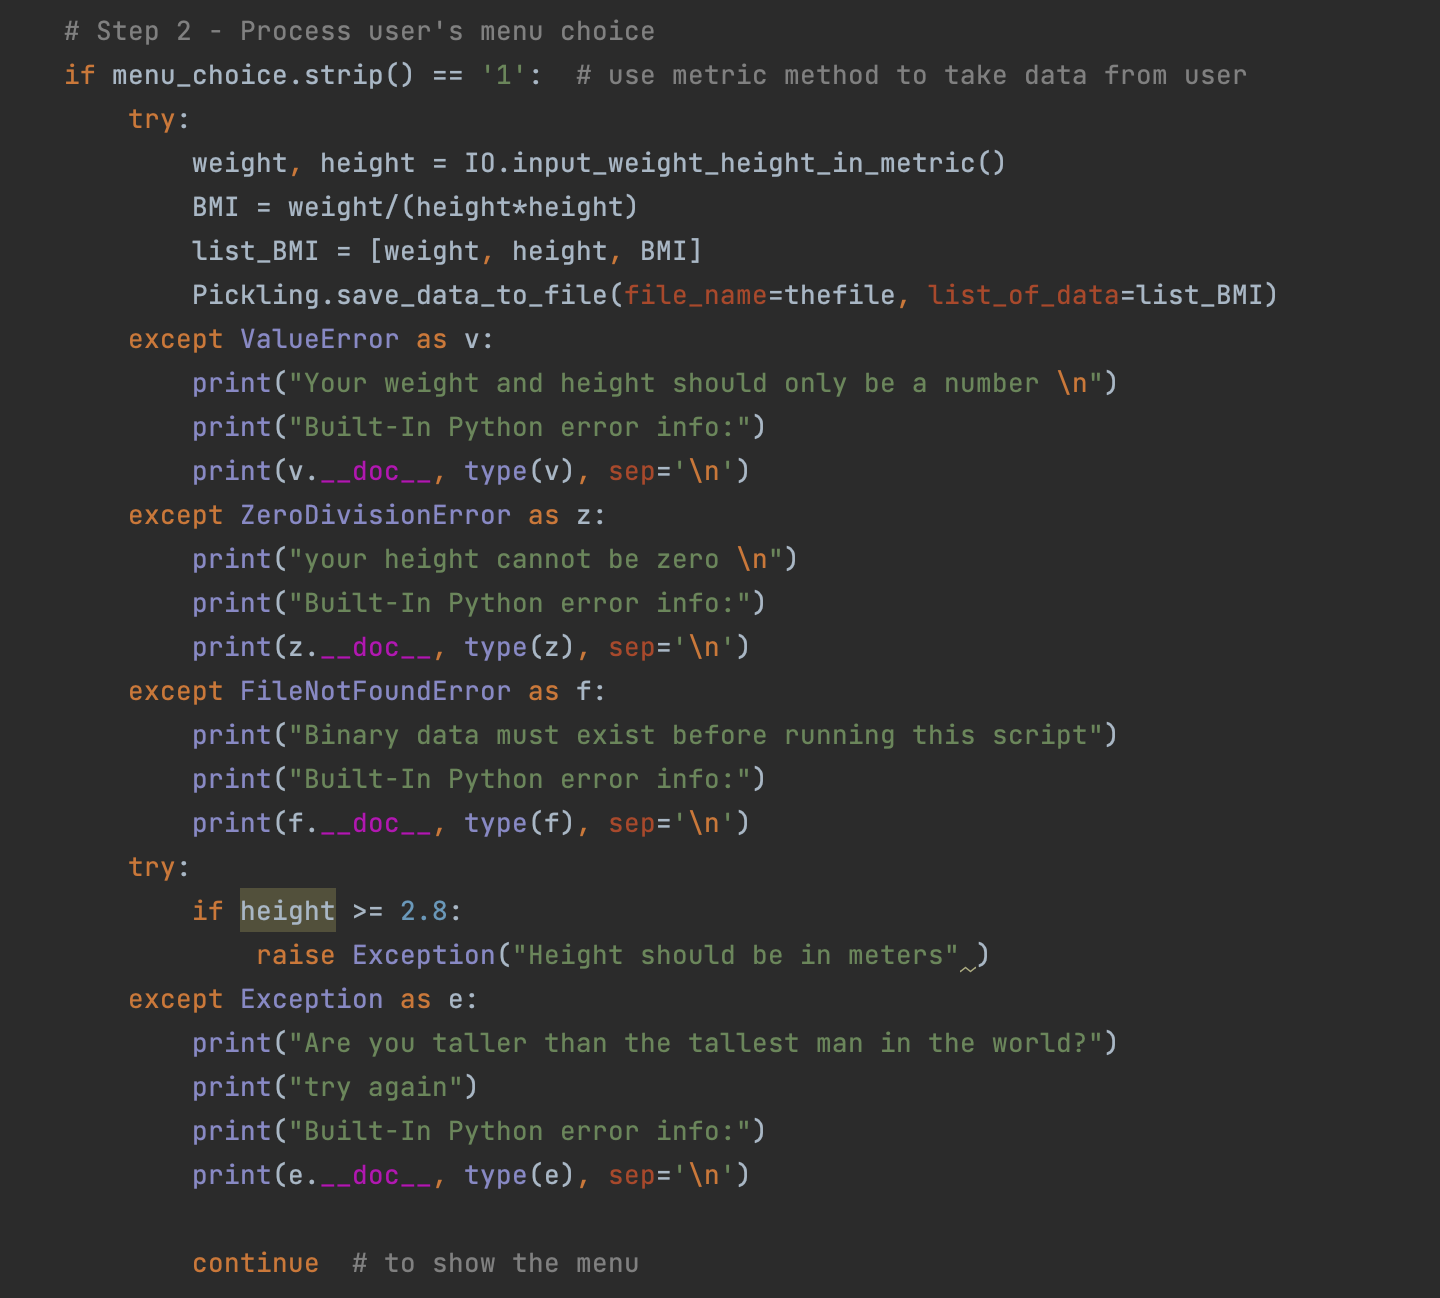 # Step 2 - Process user's menu choice
if menu_choice.strip() == '1':  # use metric method to take data from user
    try:
        weight, height = IO.input_weight_height_in_metric()
        BMI = weight/(height*height)
        list_BMI = [weight, height, BMI]
        Pickling.save_data_to_file(file_name=thefile, list_of_data=list_BMI)
    except ValueError as v:
        print("Your weight and height should only be a number \n")
        print("Built-In Python error info:")
        print(v.__doc__, type(v), sep='\n')
    except ZeroDivisionError as z:
        print("your height cannot be zero \n")
        print("Built-In Python error info:")
        print(z.__doc__, type(z), sep='\n')
    except FileNotFoundError as f:
        print("Binary data must exist before running this script")
        print("Built-In Python error info:")
        print(f.__doc__, type(f), sep='\n')
    try:
        if height >= 2.8:
            raise Exception("Height should be in meters" )
    except Exception as e:
        print("Are you taller than the tallest man in the world?")
        print("try again")
        print("Built-In Python error info:")
        print(e.__doc__, type(e), sep='\n')

        continue  # to show the menu